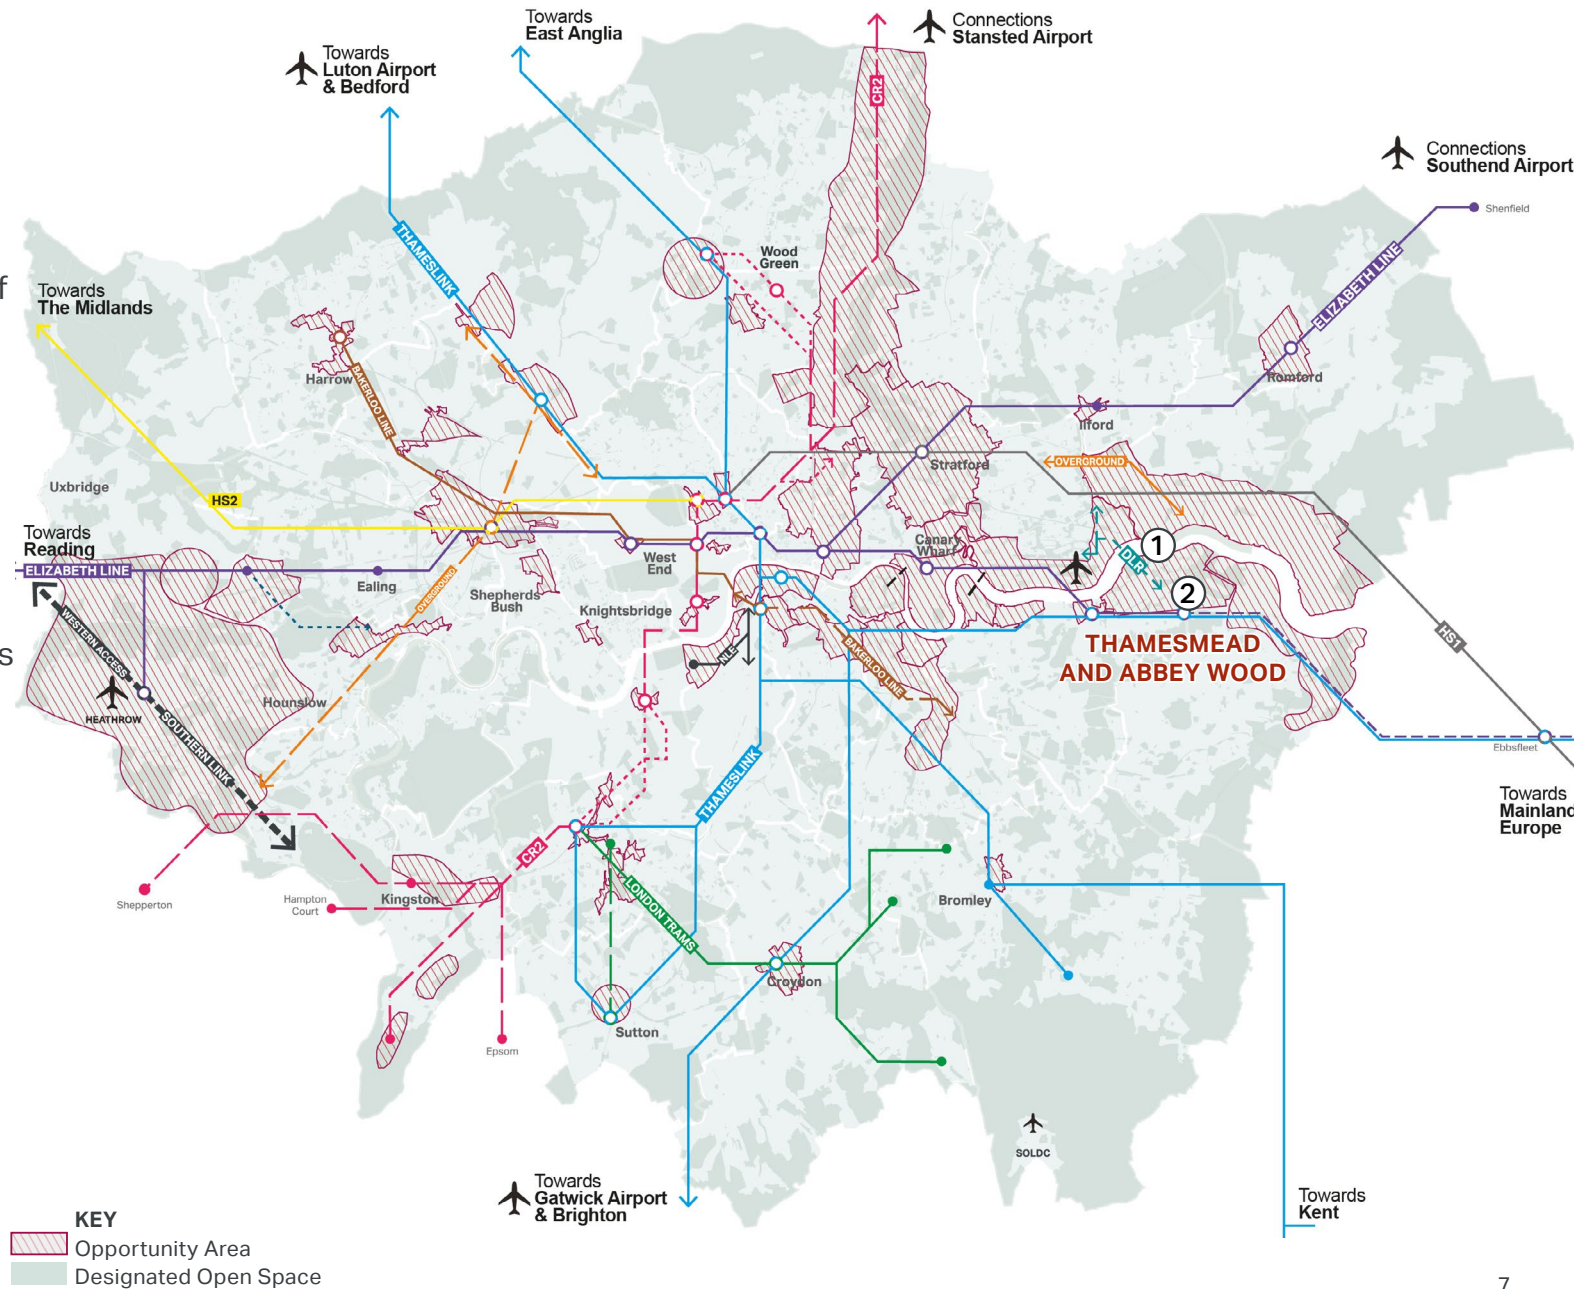 Towards
East Anglia
Connections
Stansted Airport
Towards
Luton Airport
& Bedford
CR2
Connections
Southend Airport
Shenfield
ELIZABETH LINE
THAMESLINK
Wood
Green
f
Towards
The Midlands
Harrow
BAKERLOO LINE
Romford
Ilford
OVERGROUND
Stratford
Uxbridge
HS2
Towards
Reading
ELIZABETH LINE
Ealing
OVERGROUND
Shepherds
Bush
West
End
Knightsbridge
Canary
Wharf
1
DLR
2
THAMESMEAD
AND ABBEY WOOD
HS1
s
WESTERN ACCESS
HEATHROW
SOUTHERN LINK
Hounslow
NLE
BAKERLOO LINE
Ebbsfleet
Towards
Mainland
Europe
THAMESLINK
CR2
Shepperton
Hampton
Court
Kingston
LONDON TRAMS
Bromley
Croydon
Sutton
Epsom
SOLDC
Towards
Gatwick Airport
& Brighton
Towards
Kent
KEY
Opportunity Area
Designated Open Space
7